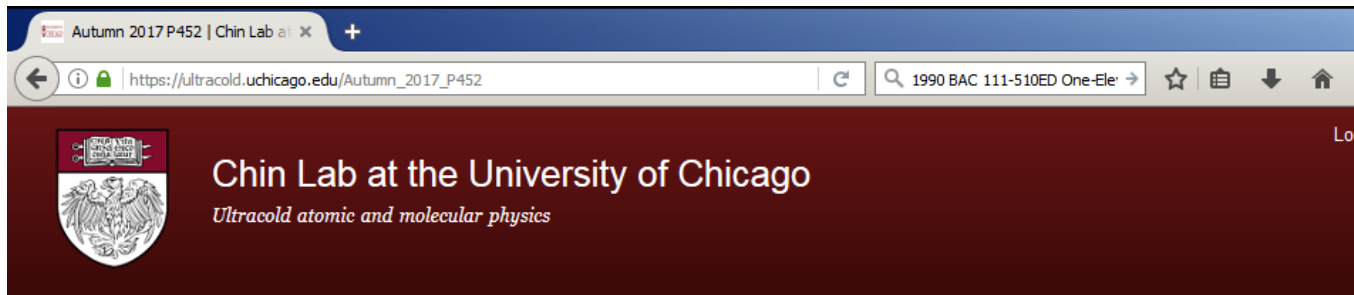 Autumn 2017 P452 | Chin Lab at
https://ultracold.uchicago.edu/Autumn_2017_P452
1990 BAC 111-510ED One-Ele
Lo
Chin Lab at the University of Chicago
Ultracold atomic and molecular physics